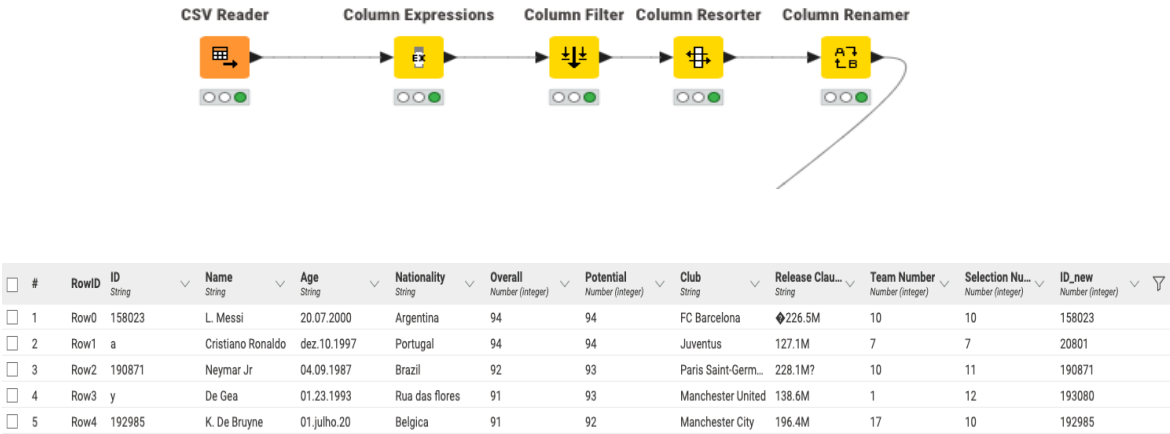 CSV Reader Column Expressions Column Filter Column Resorter Column Renamer
EX A B
# RowID ID Name Age Nationality Overall Potential Club Release Clau... Team Number Selection Nu... ID_new
String String String String Number (integer) Number (integer) String String Number (integer) Number (integer) Number (integer)
1 Row0 158023 L. Messi 20.07.2000 Argentina 94 94 FC Barcelona �226.5M 10 10 158023
2 Row1 a Cristiano Ronaldo dez.10.1997 Portugal 94 94 Juventus 127.1M 7 7 20801
3 Row2 190871 Neymar Jr 04.09.1987 Brazil 92 93 Paris Saint-Germ... 228.1M? 10 11 190871
4 Row3 y De Gea 01.23.1993 Rua das flores 91 93 Manchester United 138.6M 1 12 193080
5 Row4 192985 K. De Bruyne 01.julho.20 Belgica 91 92 Manchester City 196.4M 17 10 192985